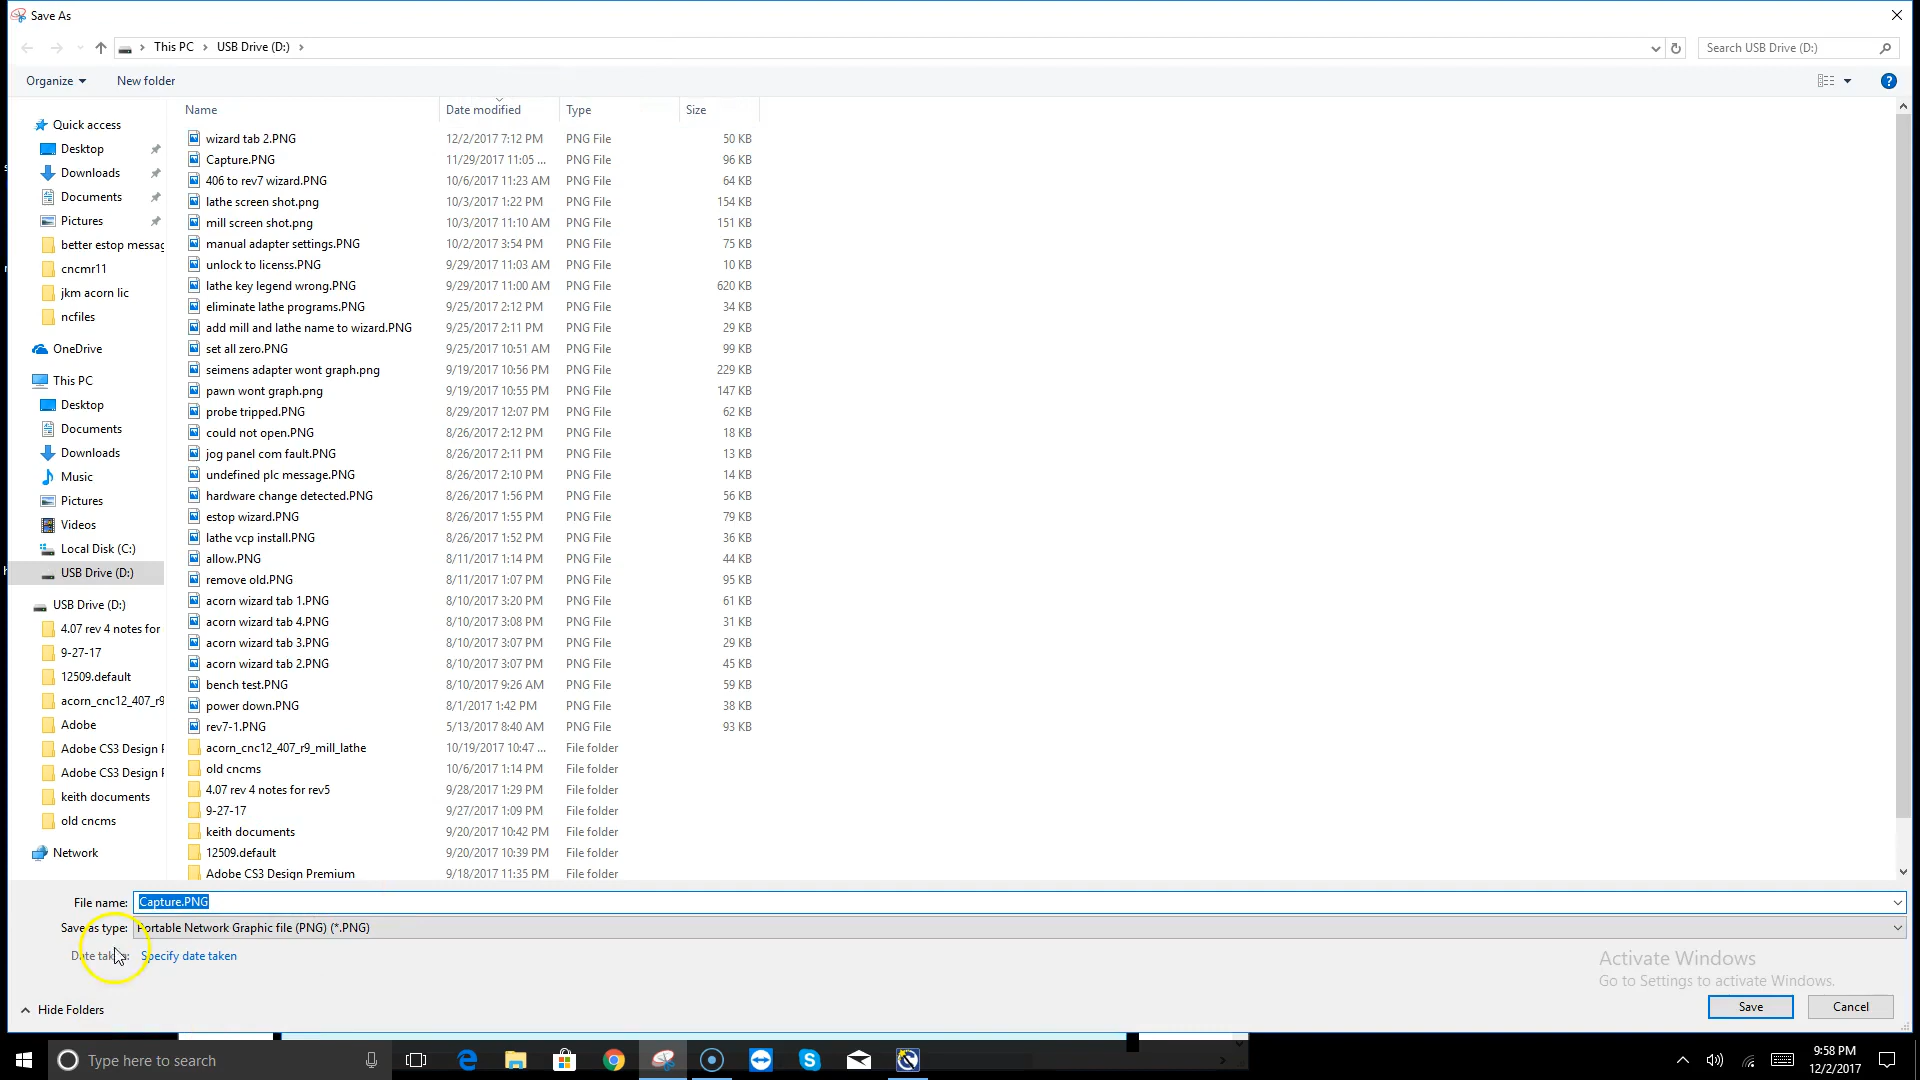 Save As
This PC > USB Drive (D:) >
Search USB Drive (D:)
Organize
New folder
Name Date modified Type Size
Quick access
Desktop
Downloads
Documents
Pictures
better estop messag
cncmr11
jkm acorn lic
ncfiles
OneDrive
This PC
Desktop
Documents
Downloads
Music
Pictures
Videos
Local Disk (C:)
USB Drive (D:)
USB Drive (D:)
4.07 rev 4 notes for
9-27-17
12509.default
acorn_cnc12_407_r9
Adobe
Adobe CS3 Design P
Adobe CS3 Design P
keith documents
old cncms
Network
wizard tab 2.PNG 12/2/2017 7:12 PM PNG File 50 KB
Capture.PNG 11/29/2017 11:05 ... PNG File 96 KB
406 to rev7 wizard.PNG 10/6/2017 11:23 AM PNG File 64 KB
lathe screen shot.png 10/3/2017 1:22 PM PNG File 154 KB
mill screen shot.png 10/3/2017 11:10 AM PNG File 151 KB
manual adapter settings.PNG 10/2/2017 3:54 PM PNG File 75 KB
unlock to licenss.PNG 9/29/2017 11:03 AM PNG File 10 KB
lathe key legend wrong.PNG 9/29/2017 11:00 AM PNG File 620 KB
eliminate lathe programs.PNG 9/25/2017 2:12 PM PNG File 34 KB
add mill and lathe name to wizard.PNG 9/25/2017 2:11 PM PNG File 29 KB
set all zero.PNG 9/25/2017 10:51 AM PNG File 99 KB
seimens adapter wont graph.png 9/19/2017 10:56 PM PNG File 229 KB
pawn wont graph.png 9/19/2017 10:55 PM PNG File 147 KB
probe tripped.PNG 8/29/2017 12:07 PM PNG File 62 KB
could not open.PNG 8/26/2017 2:12 PM PNG File 18 KB
jog panel com fault.PNG 8/26/2017 2:11 PM PNG File 13 KB
undefined plc message.PNG 8/26/2017 2:10 PM PNG File 14 KB
hardware change detected.PNG 8/26/2017 1:56 PM PNG File 56 KB
estop wizard.PNG 8/26/2017 1:55 PM PNG File 79 KB
lathe vcp install.PNG 8/26/2017 1:52 PM PNG File 36 KB
allow.PNG 8/11/2017 1:14 PM PNG File 44 KB
remove old.PNG 8/11/2017 1:07 PM PNG File 95 KB
acorn wizard tab 1.PNG 8/10/2017 3:20 PM PNG File 61 KB
acorn wizard tab 4.PNG 8/10/2017 3:08 PM PNG File 31 KB
acorn wizard tab 3.PNG 8/10/2017 3:07 PM PNG File 29 KB
acorn wizard tab 2.PNG 8/10/2017 3:07 PM PNG File 45 KB
bench test.PNG 8/10/2017 9:26 AM PNG File 59 KB
power down.PNG 8/1/2017 1:42 PM PNG File 38 KB
rev7-1.PNG 5/13/2017 8:40 AM PNG File 93 KB
acorn_cnc12_407_r9_mill_lathe 10/19/2017 10:47 ... File folder
old cncms 10/6/2017 1:14 PM File folder
4.07 rev 4 notes for rev5 9/28/2017 1:29 PM File folder
9-27-17 9/27/2017 1:09 PM File folder
keith documents 9/20/2017 10:42 PM File folder
12509.default 9/20/2017 10:39 PM File folder
Adobe CS3 Design Premium 9/18/2017 11:35 PM File folder
File name: Capture.PNG
Save as type: Portable Network Graphic file (PNG) (*.PNG)
Date taken: Specify date taken
Activate Windows
Go to Settings to activate Windows.
Hide Folders
Save
Cancel
Type here to search
9:58 PM
12/2/2017